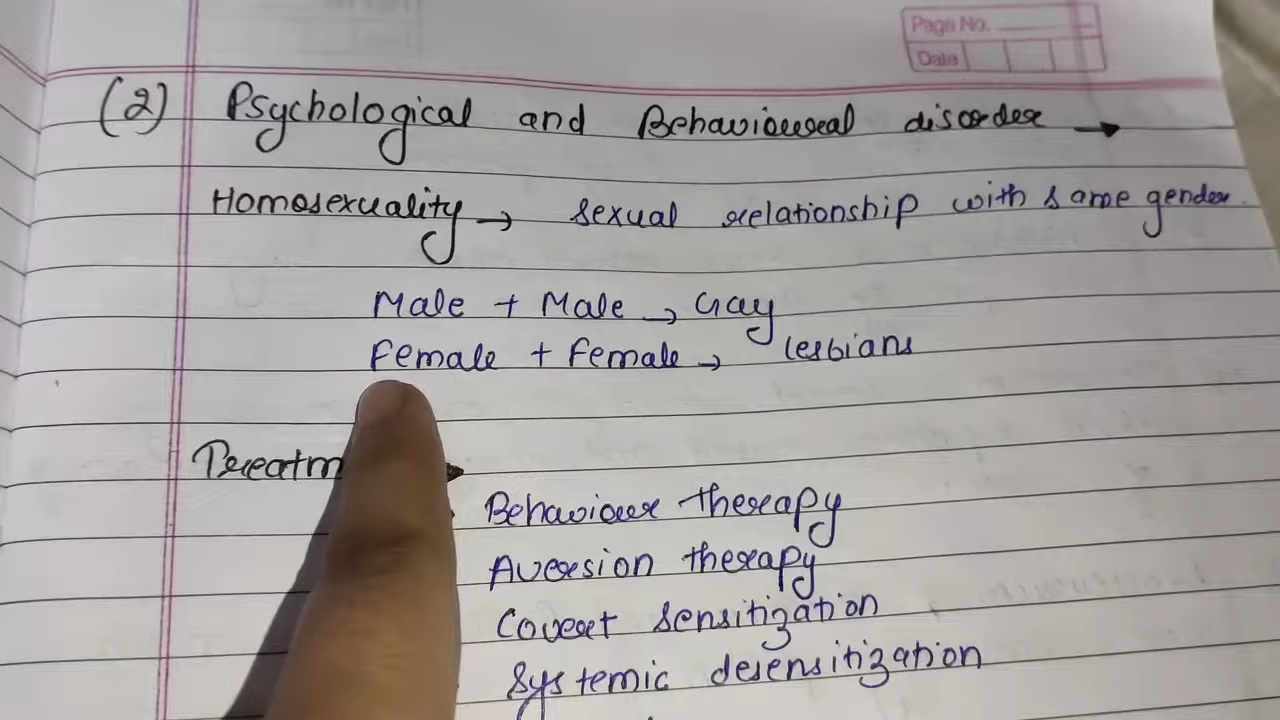 Page No.
Date
(2) Psychological and Behavioural disorder →
Homosexuality → sexual relationship with same gender.
Male + Male → Gay
Female + Female → lesbians
Treatm
Behaviour therapy
Aversion therapy
Covert sensitization
Systemic desensitization